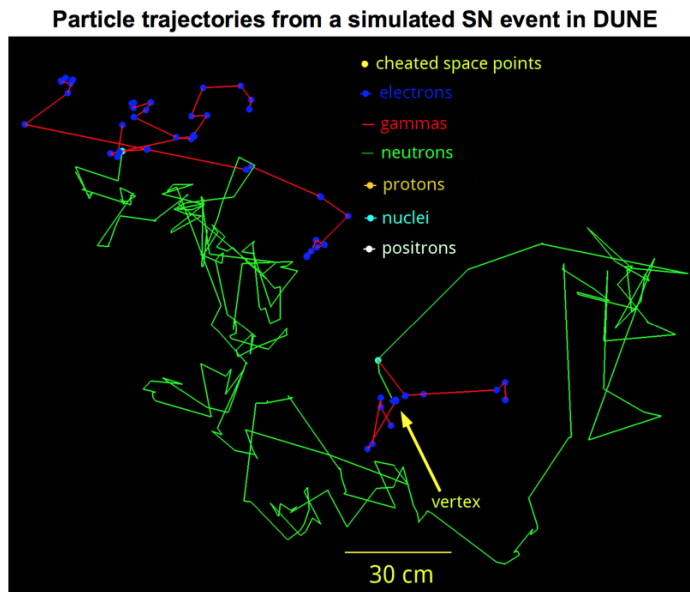 Particle trajectories from a simulated SN event in DUNE
cheated space points
electrons
gammas
neutrons
protons
nuclei
positrons
vertex
30 cm